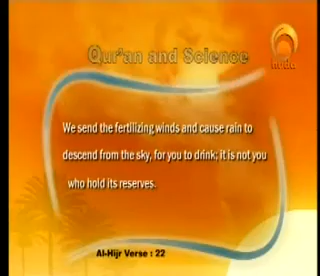 Qur'an and Science
huda
We send the fertilizing winds and cause rain to
descend from the sky, for you to drink; it is not you
who hold its reserves.
Al-Hijr Verse : 22